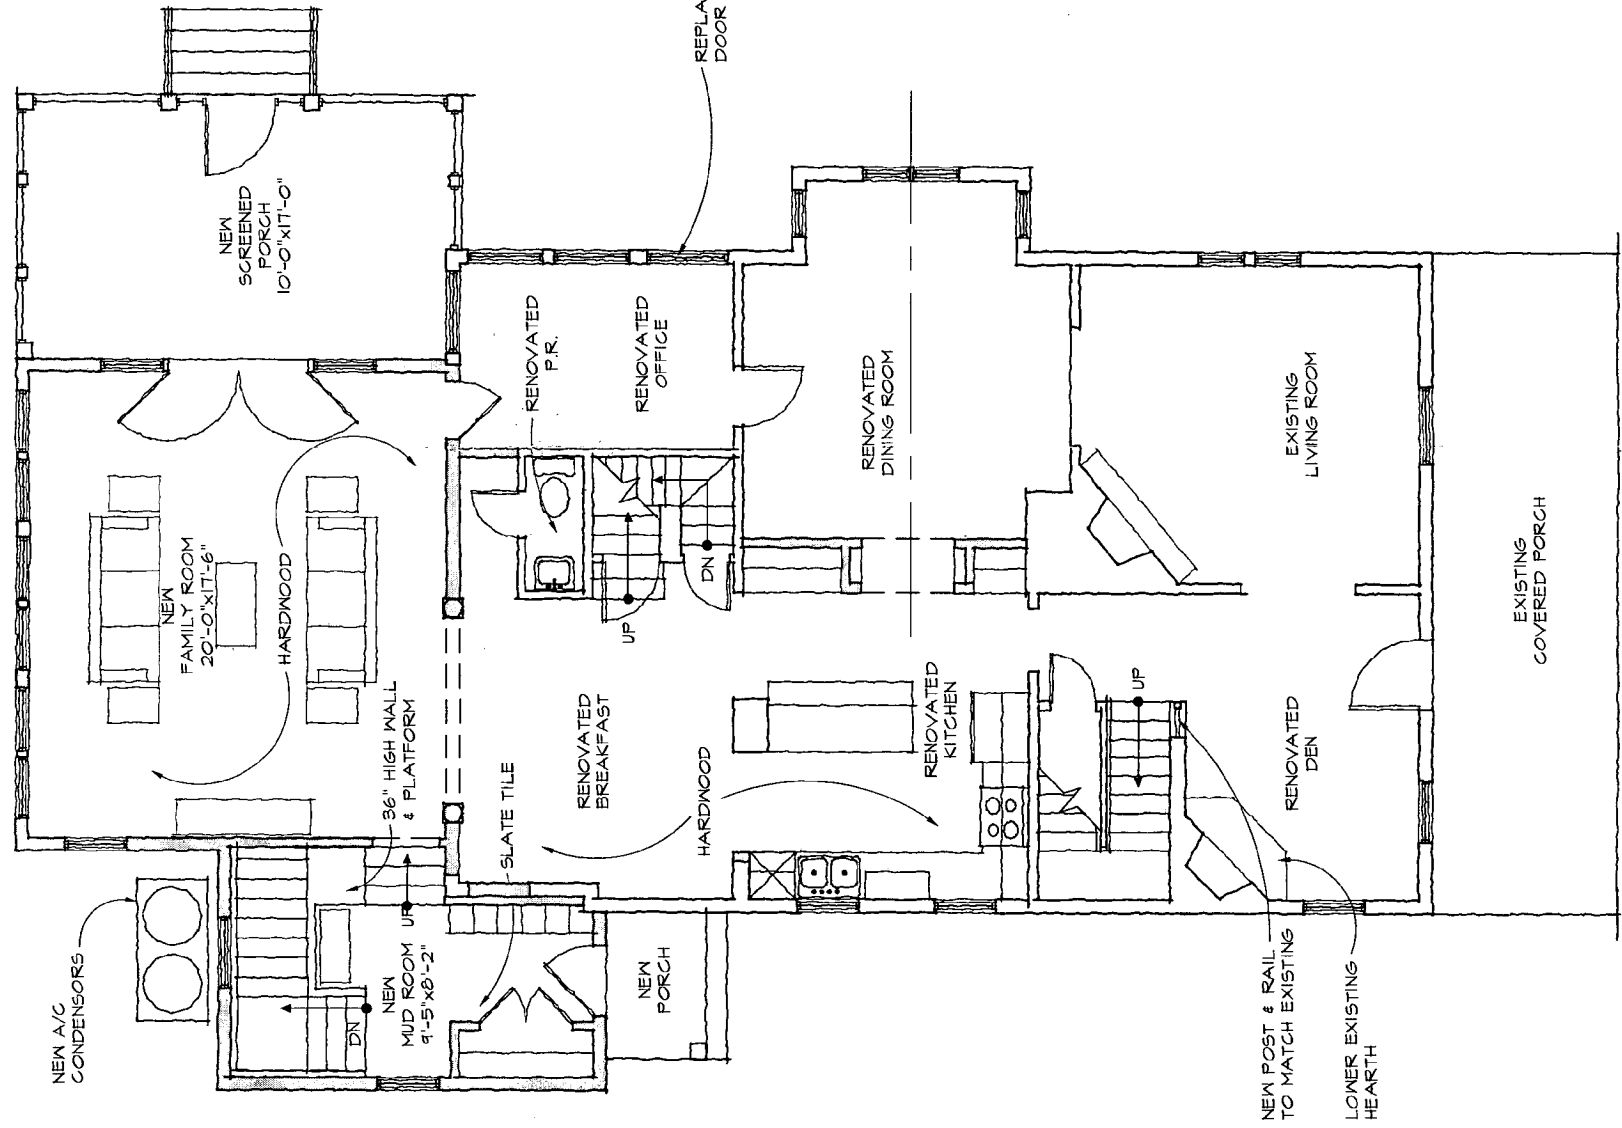 REPLA
DOOR
NEW
SCREENED
PORCH
10'-0"x17'-0"
RENOVATED
P.R.
RENOVATED
OFFICE
RENOVATED
DINING ROOM
EXISTING
LIVING ROOM
EXISTING
COVERED PORCH
NEW
FAMILY ROOM
20'-0"x17'-6"
HARDWOOD
DN
UP
36" HIGH WALL
& PLATFORM
SLATE TILE
RENOVATED
BREAKFAST
HARDWOOD
RENOVATED
KITCHEN
UP
RENOVATED
DEN
NEW A/C
CONDENSORS
DN
NEW
MUD ROOM
9'-5"x8'-2"
UP
NEW
PORCH
NEW POST & RAIL
TO MATCH EXISTING
LOWER EXISTING
HEARTH